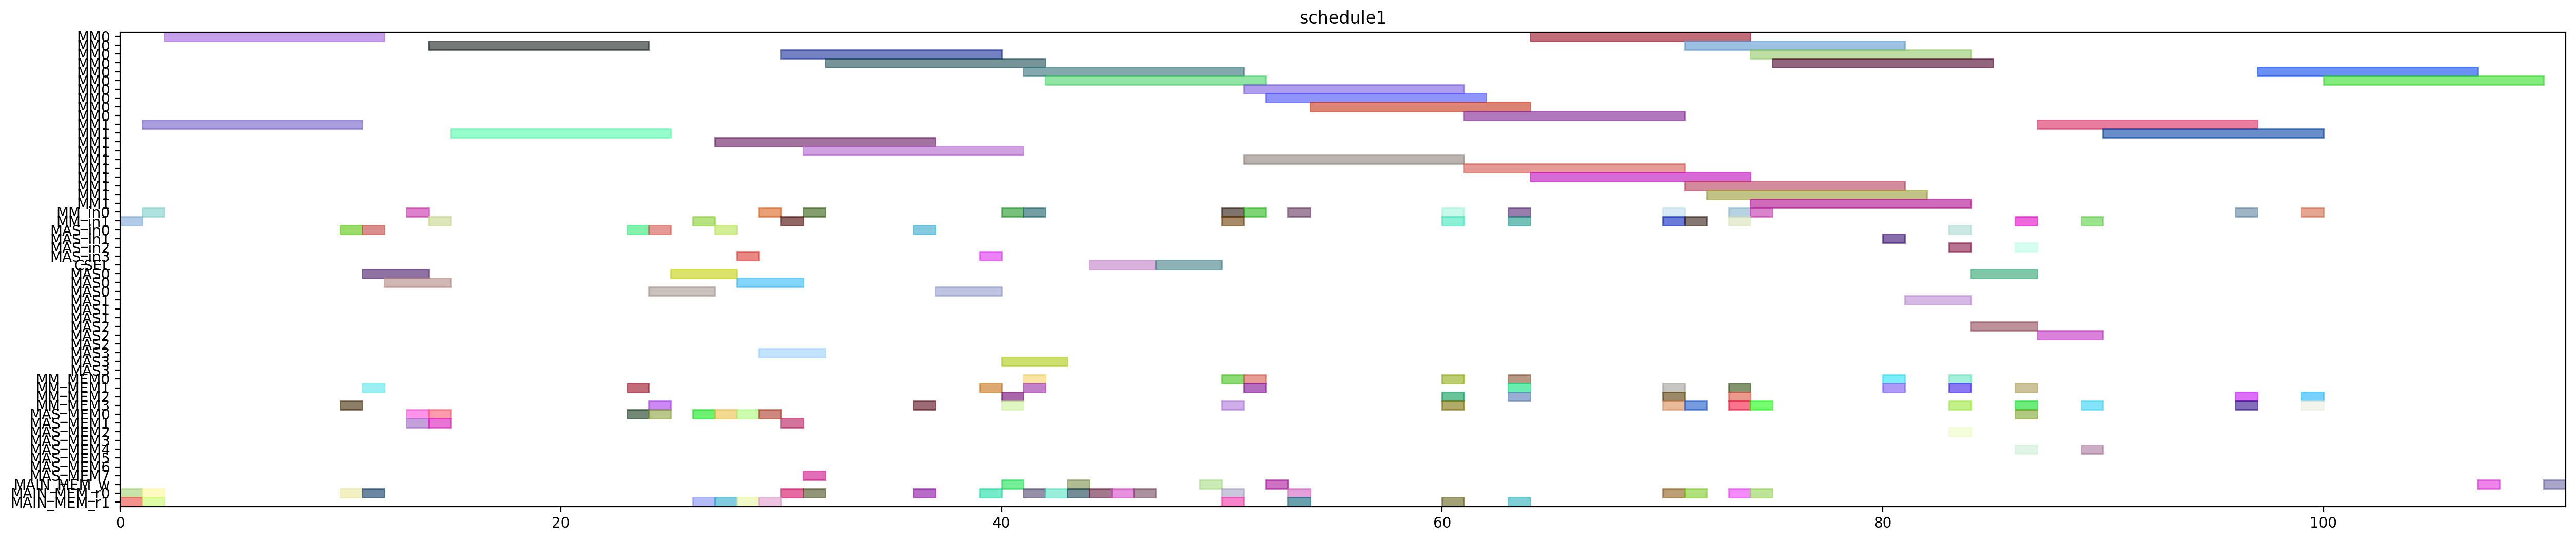 schedule1
MM0
MM0
MM0
MM0
MM0
MM0
MM0
MM0
MM0
MM0
MM1
MM1
MM1
MM1
MM1
MM1
MM1
MM1
MM1
MM1
MM_in0
MM_in1
MAS_in0
MAS_in1
MAS_in2
MAS_in3
CSEL
MAS0
MAS0
MAS0
MAS1
MAS1
MAS1
MAS2
MAS2
MAS2
MAS3
MAS3
MAS3
MM_MEM0
MM_MEM1
MM_MEM2
MM_MEM3
MAS_MEM0
MAS_MEM1
MAS_MEM2
MAS_MEM3
MAS_MEM4
MAS_MEM5
MAS_MEM6
MAS_MEM7
MAIN_MEM_w
MAIN_MEM_r0
MAIN_MEM_r1
0 20 40 60 80 100